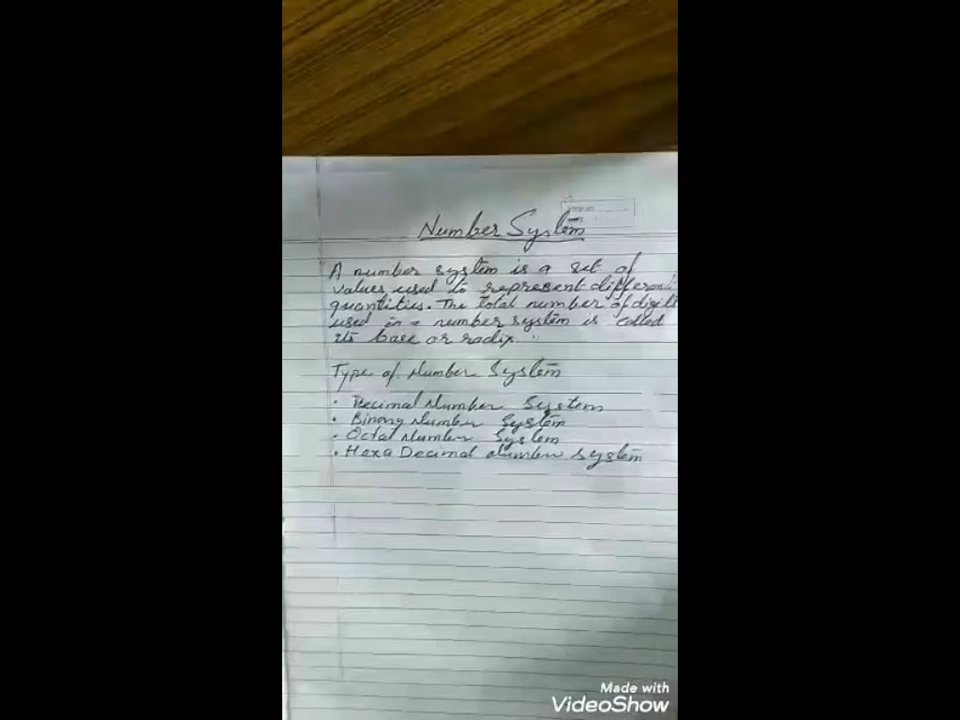 Number System
A number system is a set of
values used to represent different
quantities. The total number of digits
used in a number system is called
its base or radix.
Type of Number System
• Decimal Number System
• Binary Number System
• Octal Number System
• Hexa Decimal Number System
Made with
VideoShow